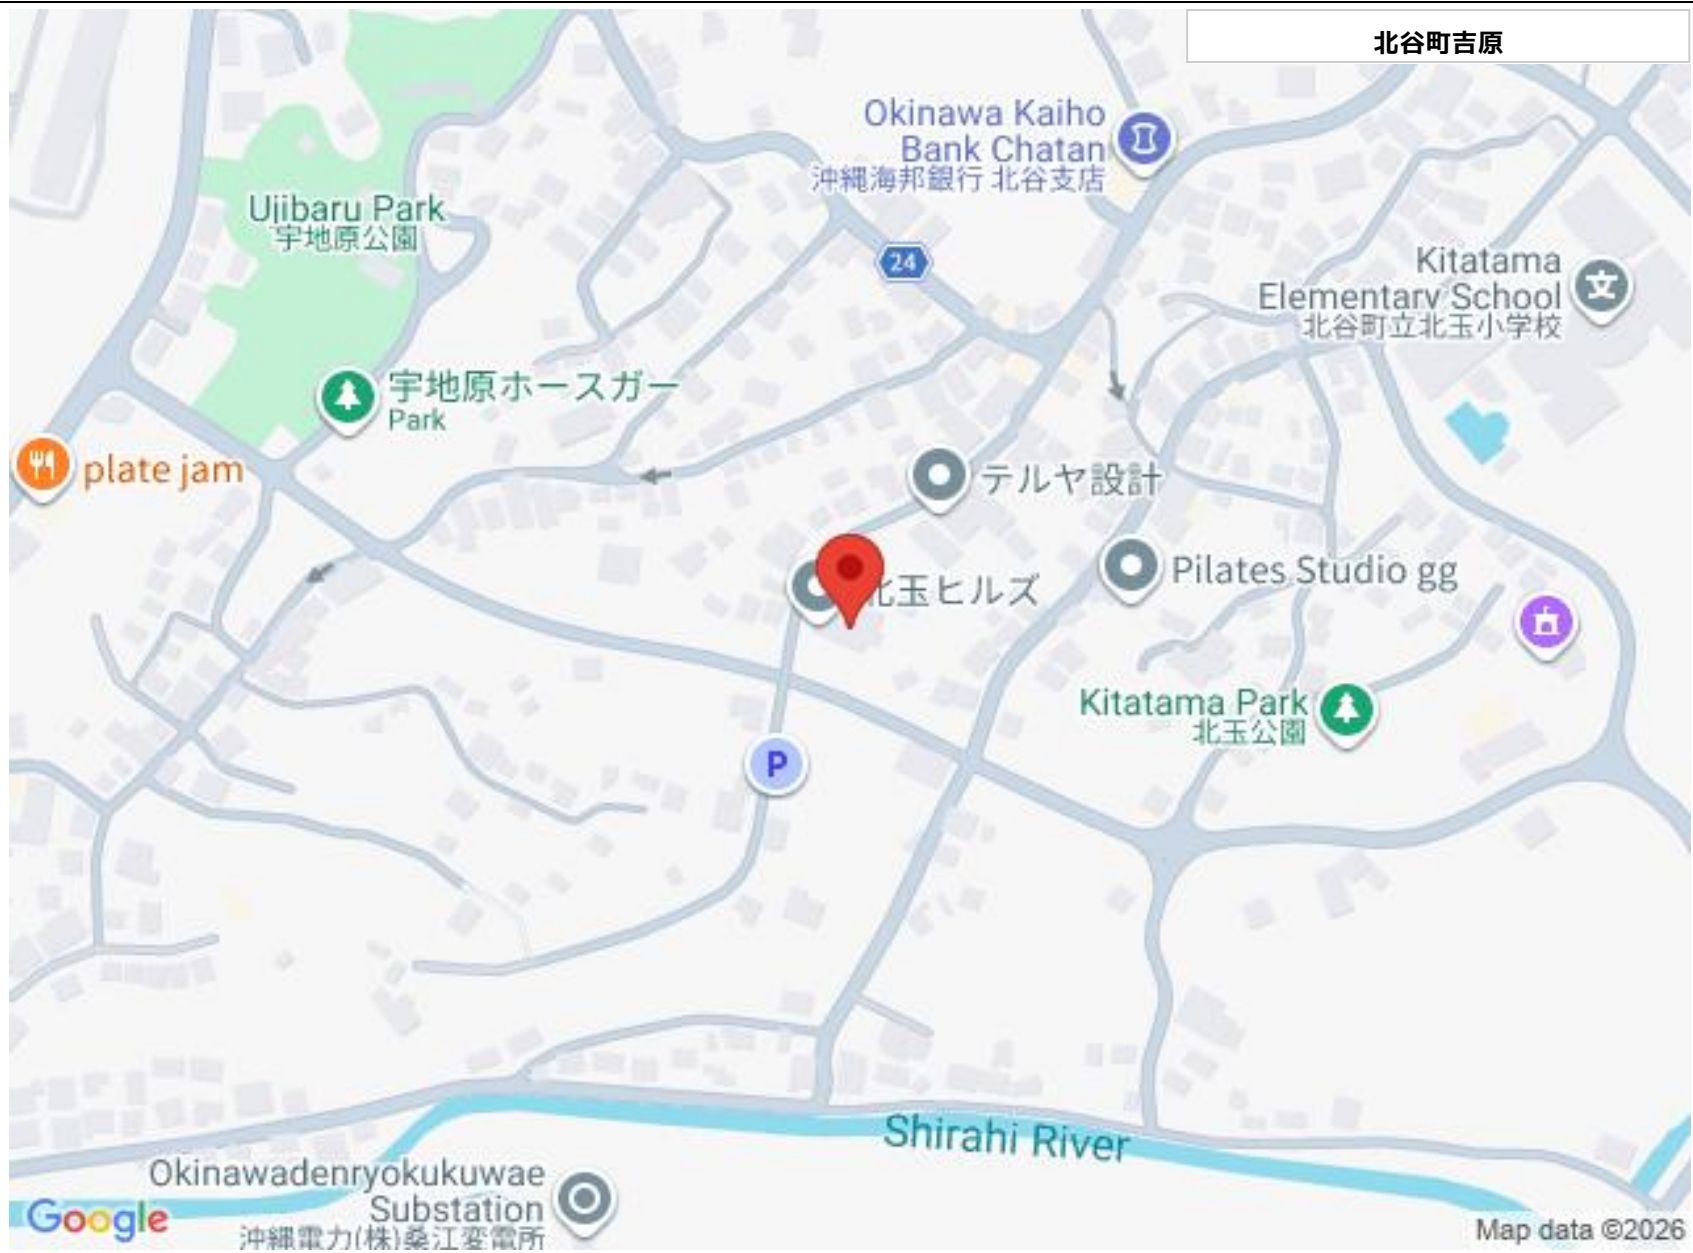 北谷町吉原
Okinawa Kaiho
Bank Chatan
沖縄海邦銀行 北谷支店
Ujibaru Park
宇地原公園
24
Kitatama
Elementary School
北谷町立北玉小学校
文
宇地原ホースガー
Park
plate jam
テルヤ設計
北玉ヒルズ
Pilates Studio gg
Kitatama Park
北玉公園
P
Shirahi River
Okinawadenryokukuwae
Substation
沖縄電力(株)桑江変電所
Google
Map data ©2026